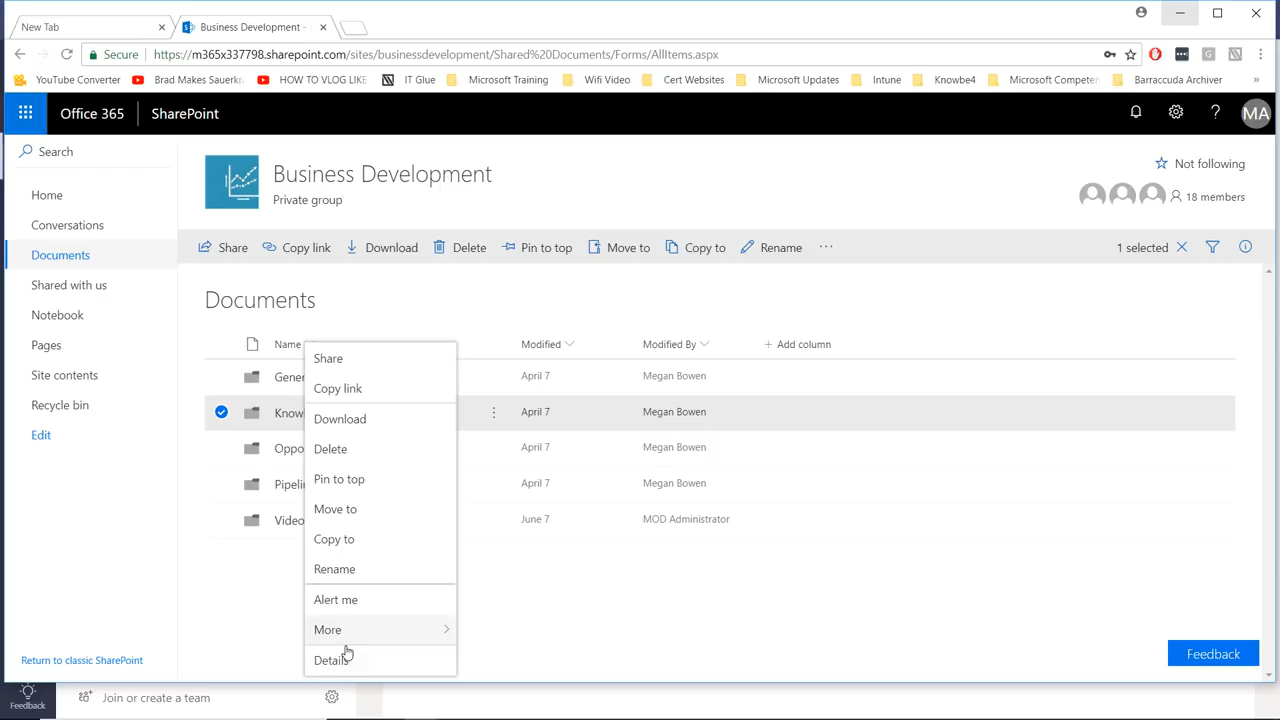 New Tab
Business Development -
Secure https://m365x337798.sharepoint.com/sites/businessdevelopment/Shared%20Documents/Forms/AllItems.aspx
YouTube Converter Brad Makes Sauerkr HOW TO VLOG LIKE IT Glue Microsoft Training Wifi Video Cert Websites Microsoft Updates Intune Knowbe4 Microsoft Compete Barraccuda Archiver »
Office 365 SharePoint ? MA
Search
Business Development
Private group
Not following
18 members
Home
Conversations
Documents
Shared with us
Notebook
Pages
Site contents
Recycle bin
Edit
Return to classic SharePoint
Share Copy link Download Delete Pin to top Move to Copy to Rename ··· 1 selected
Documents
Name Modified Modified By + Add column
Gener April 7 Megan Bowen
Know April 7 Megan Bowen
Oppo April 7 Megan Bowen
Pipelin April 7 Megan Bowen
Video June 7 MOD Administrator
Share
Copy link
Download
Delete
Pin to top
Move to
Copy to
Rename
Alert me
More
Details
Feedback
Feedback
Join or create a team